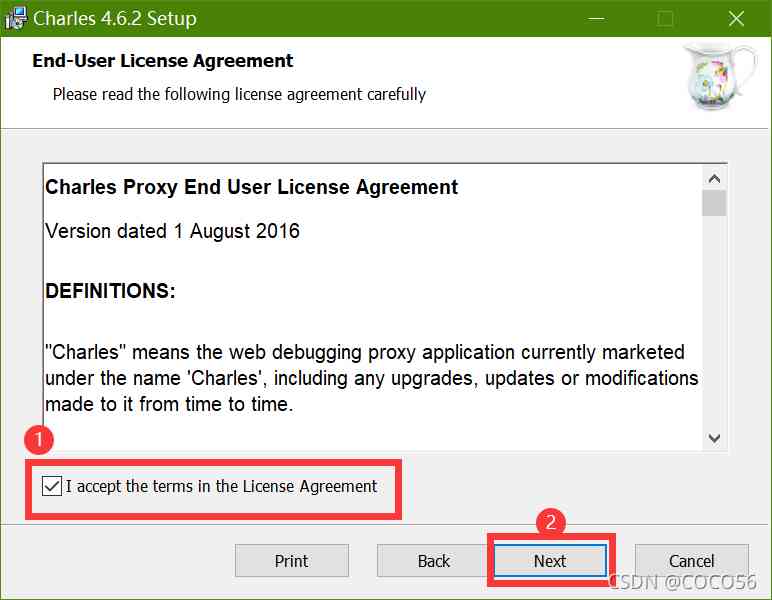 Charles 4.6.2 Setup
End-User License Agreement
Please read the following license agreement carefully
Charles Proxy End User License Agreement
Version dated 1 August 2016
DEFINITIONS:
"Charles" means the web debugging proxy application currently marketed
under the name 'Charles', including any upgrades, updates or modifications
made to it from time to time.
1
I accept the terms in the License Agreement
2
Print Back Next Cancel
CSDN @COCO56